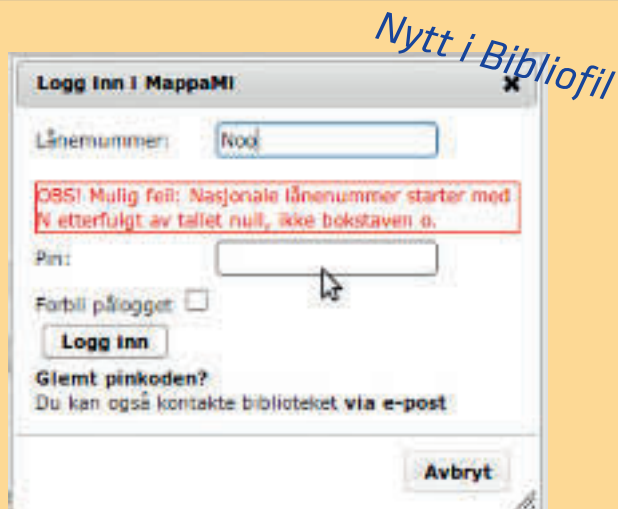 Nytt i Bibliofil
Logg inn i MappaMi
Lånenummer: Noo
OBS! Mulig feil: Nasjonale lånenummer starter med
N etterfulgt av tallet null, ikke bokstaven o.
Pin:
Forbli pålogget
Logg inn
Glemt pinkoden?
Du kan også kontakte biblioteket via e-post
Avbryt